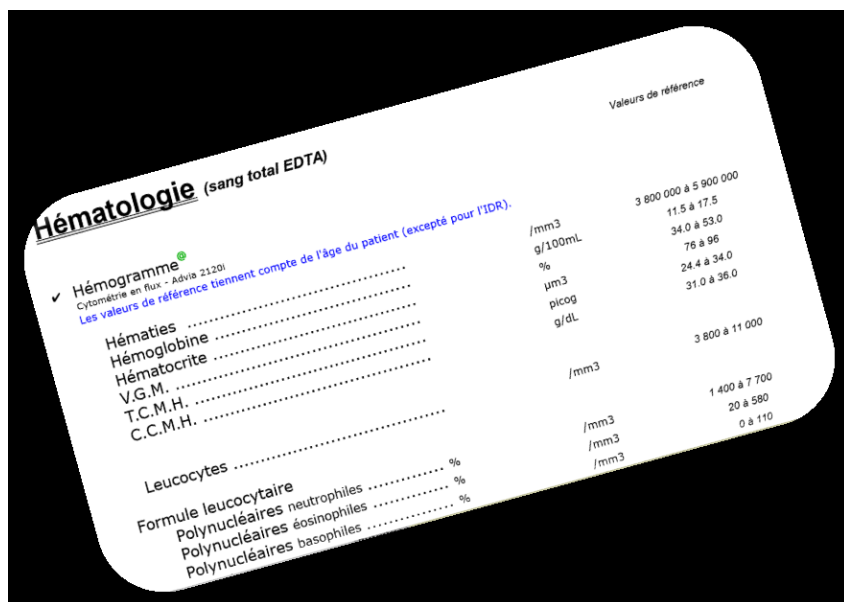 Valeurs de référence
Hématologie (sang total EDTA)
✔ Hémogramme@
Cytométrie en flux - Advia 2120i
Les valeurs de référence tiennent compte de l'âge du patient (excepté pour l'IDR).
Hématies .................................... /mm3 3 800 000 à 5 900 000
Hémoglobine ................................ g/100mL 11.5 à 17.5
Hématocrite ................................. % 34.0 à 53.0
V.G.M. ........................................ µm3 76 à 96
T.C.M.H. ...................................... picog 24.4 à 34.0
C.C.M.H. ...................................... g/dL 31.0 à 36.0
Leucocytes ................................... /mm3 3 800 à 11 000
Formule leucocytaire
Polynucléaires neutrophiles ............ % /mm3 1 400 à 7 700
Polynucléaires éosinophiles ............ % /mm3 20 à 580
Polynucléaires basophiles .............. % /mm3 0 à 110